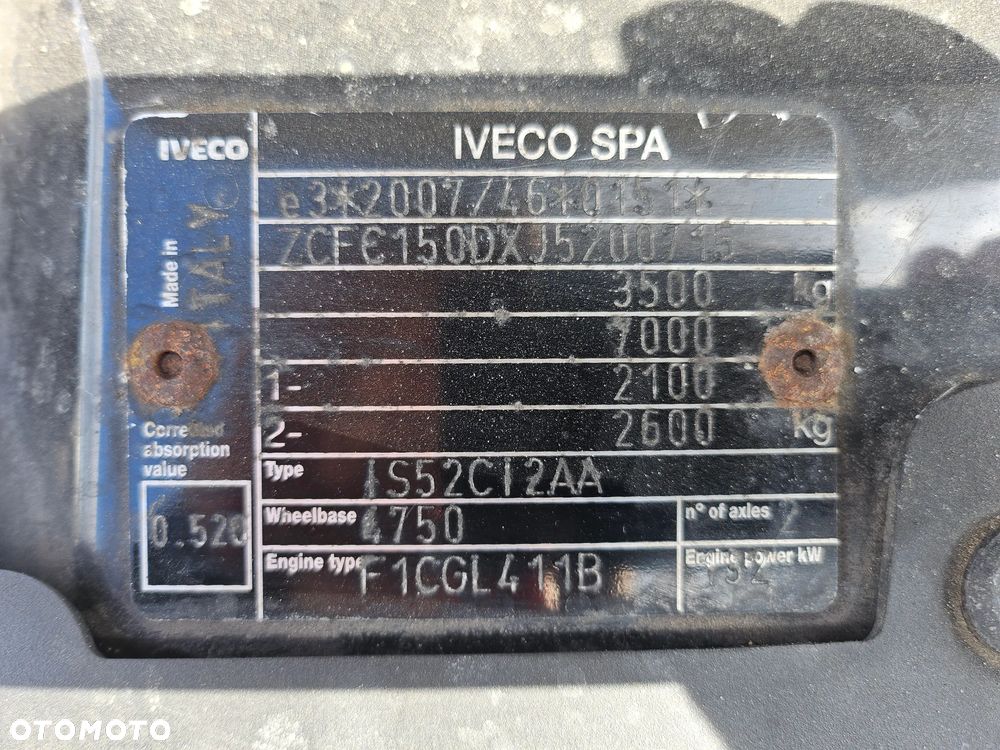 IVECO
IVECO SPA
e3*2007/46*0151*
ZCFC150DXJ5200715
3500 kg
7000
1- 2100
2- 2600 kg
Made in
ITALY
Corrected
absorption
value
0.520
Type IS52CI2AA
Wheelbase 4750
n° of axles 2
Engine type F1CGL411B
Engine power kW 132
OTOMOTO